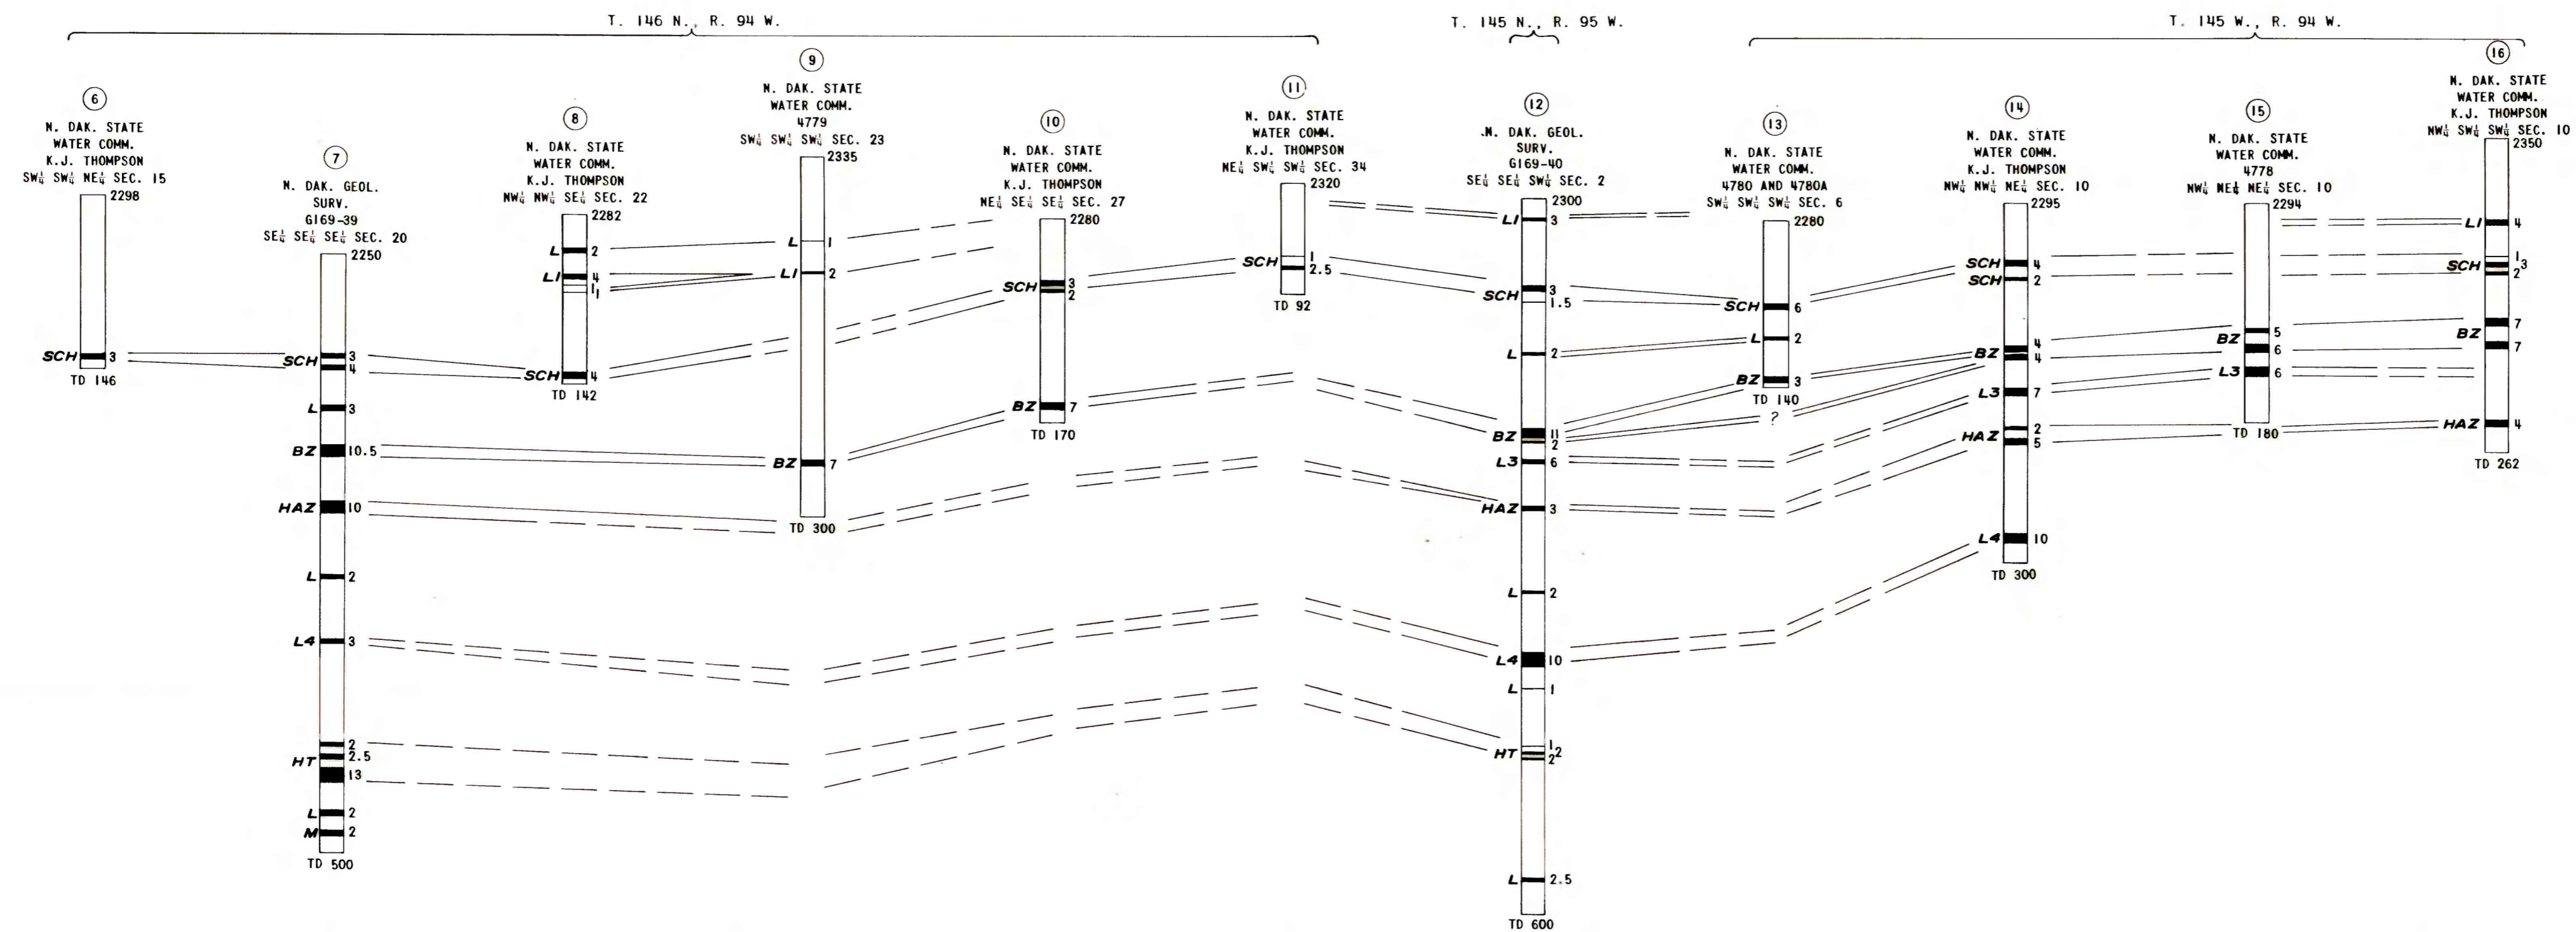 T. 146 N., R. 94 W.
T. 145 N., R. 95 W.
T. 145 W., R. 94 W.
6
N. DAK. STATE
WATER COMM.
K.J. THOMPSON
SW¼ SW¼ NE¼ SEC. 15
2298
SCH 3
TD 146
7
N. DAK. GEOL.
SURV.
G169-39
SE¼ SE¼ SE¼ SEC. 20
2250
SCH 3
4
L 3
BZ 10.5
HAZ 10
L 2
L4 3
2
2.5
HT
13
L 2
M 2
TD 500
8
N. DAK. STATE
WATER COMM.
K.J. THOMPSON
NW¼ NW¼ SE¼ SEC. 22
2282
L 2
L1 4
1
1
SCH 4
TD 142
9
N. DAK. STATE
WATER COMM.
4779
SW¼ SW¼ SW¼ SEC. 23
2335
L 1
L1 2
BZ 7
TD 300
10
N. DAK. STATE
WATER COMM.
K.J. THOMPSON
NE¼ SE¼ SE¼ SEC. 27
2280
SCH 3
2
BZ 7
TD 170
11
N. DAK. STATE
WATER COMM.
K.J. THOMPSON
NE¼ SW¼ SW¼ SEC. 34
2320
SCH 1
2.5
TD 92
12
N. DAK. GEOL.
SURV.
G169-40
SE¼ SE¼ SW¼ SEC. 2
2300
L1 3
3
SCH
1.5
L 2
BZ 11
2
L3 6
HAZ 3
L 2
L4 10
L 1
1
HT 2
2
L 2.5
TD 600
13
N. DAK. STATE
WATER COMM.
4780 AND 4780A
SW¼ SW¼ SW¼ SEC. 6
2280
SCH 6
L 2
BZ 3
TD 140
?
14
N. DAK. STATE
WATER COMM.
K.J. THOMPSON
NW¼ NW¼ NE¼ SEC. 10
2295
SCH 4
SCH 2
4
BZ 4
L3 7
2
HAZ 5
L4 10
TD 300
15
N. DAK. STATE
WATER COMM.
4778
NW¼ NE¼ NE¼ SEC. 10
2294
5
BZ 6
L3 6
TD 180
16
N. DAK. STATE
WATER COMM.
K.J. THOMPSON
NW¼ SW¼ SW¼ SEC. 10
2350
L1 4
1
SCH 3
2
7
BZ
7
HAZ 4
TD 262